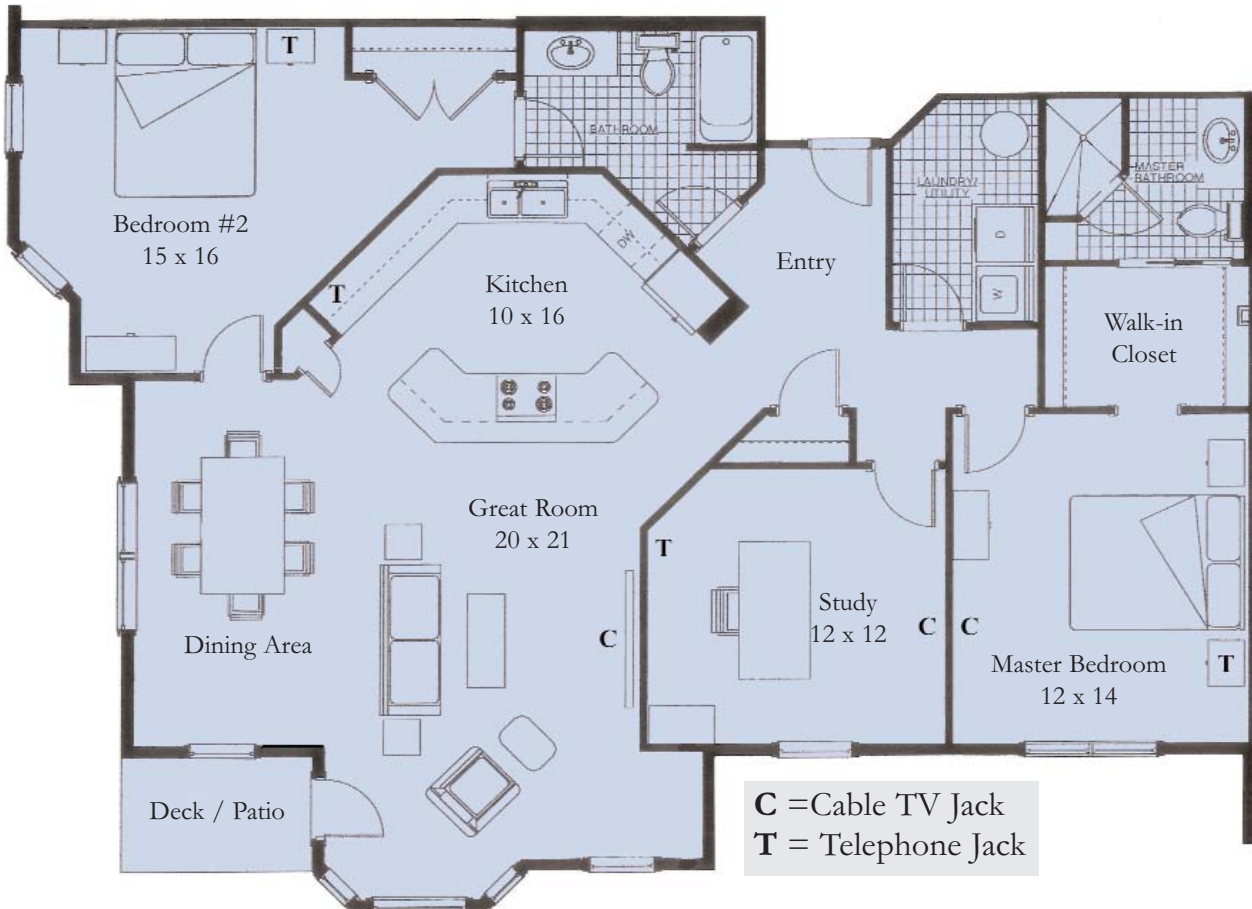 T
BATHROOM
LAUNDRY/
UTILITY
MASTER
BATHROOM
Bedroom #2
15 x 16
DW
D
W
Entry
T
Kitchen
10 x 16
Walk-in
Closet
Great Room
20 x 21
T
Dining Area
C
Study
12 x 12
C
C
Master Bedroom
12 x 14
T
Deck / Patio
C =Cable TV Jack
T = Telephone Jack